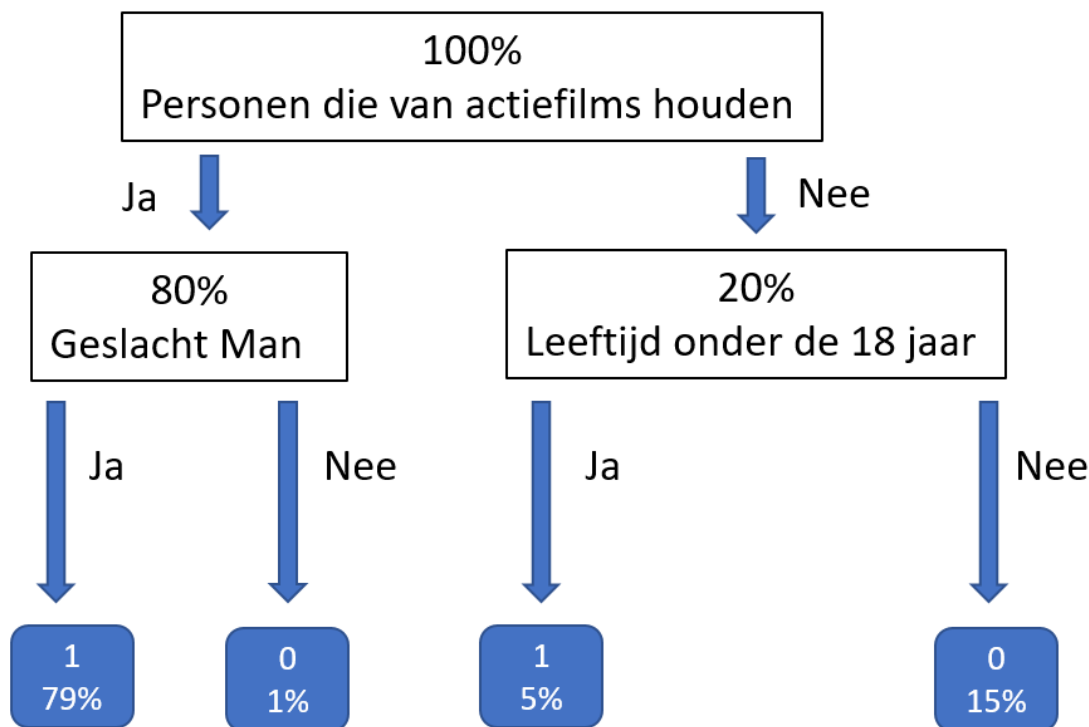 100%
Personen die van actiefilms houden
Ja
Nee
80%
Geslacht Man
20%
Leeftijd onder de 18 jaar
Ja
Nee
Ja
Nee
1
79%
0
1%
1
5%
0
15%